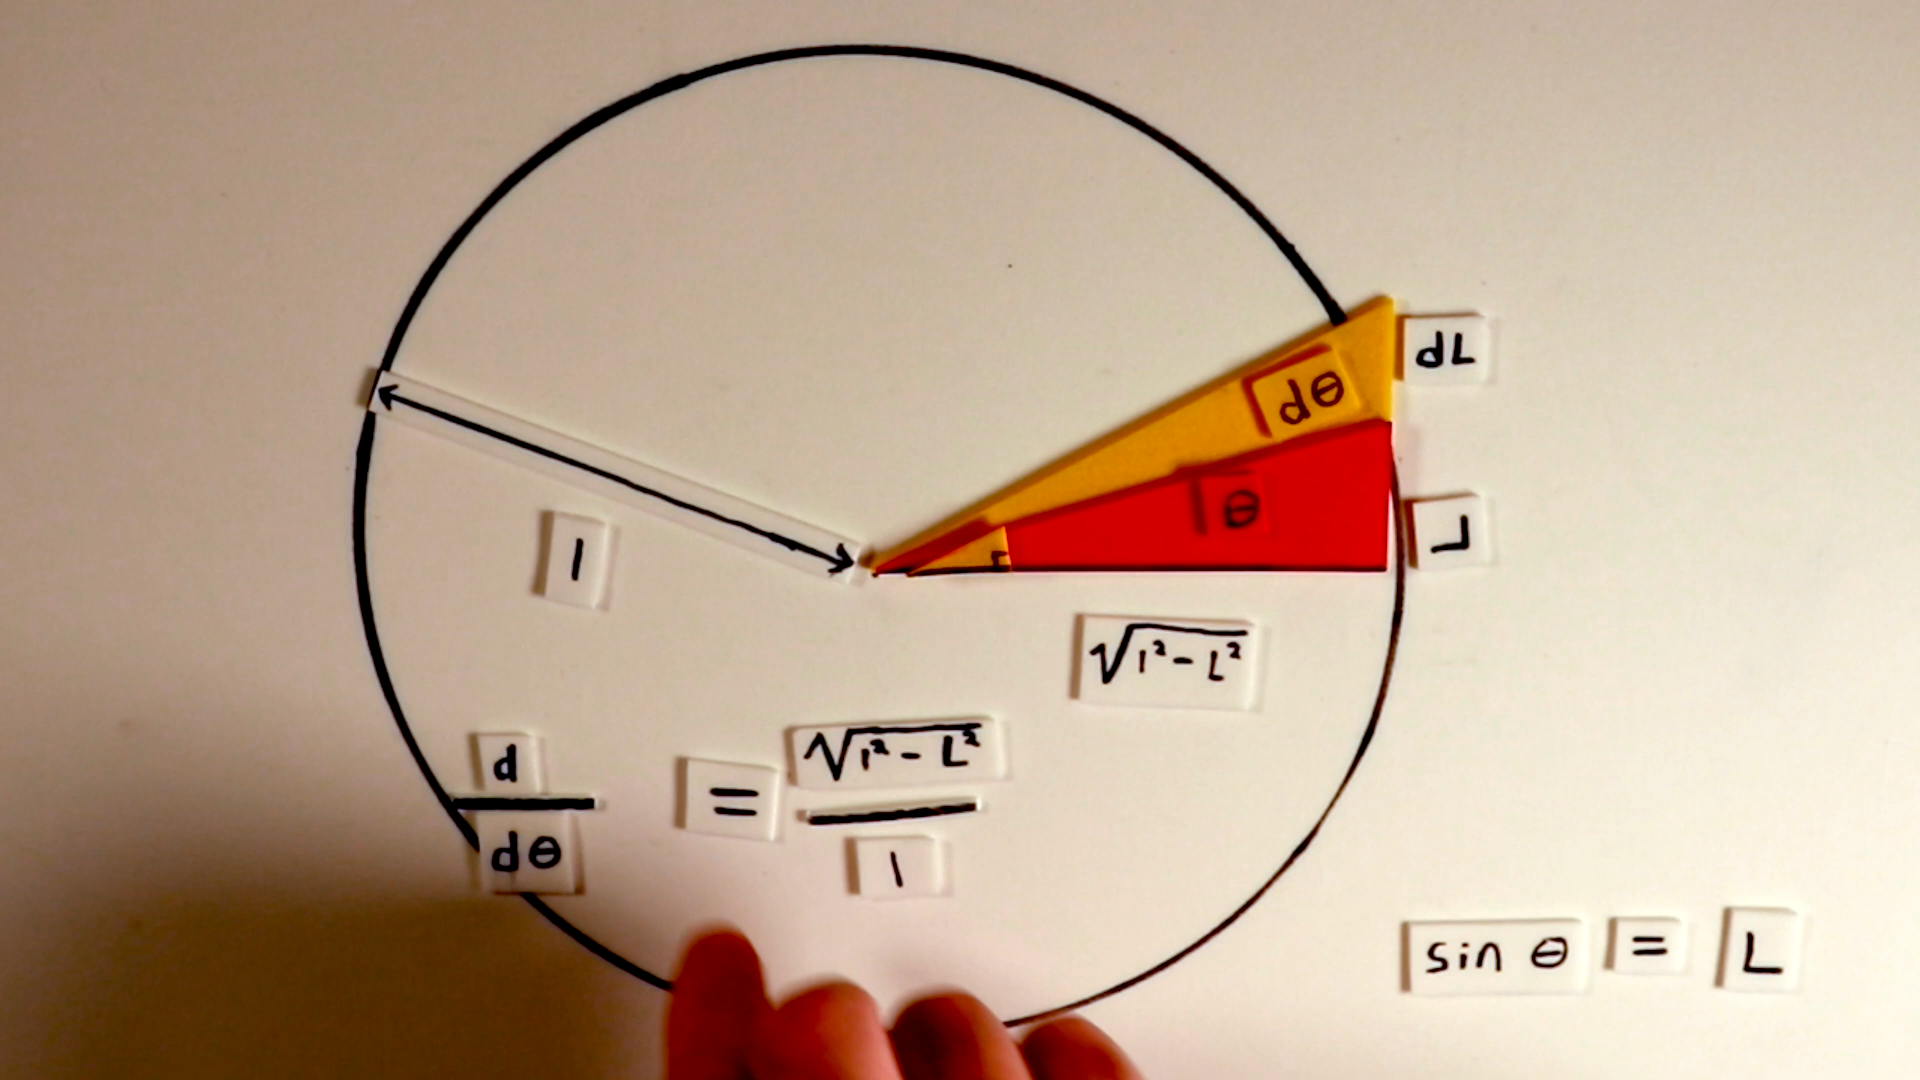 dL
dθ
θ
L
1
√1² - L²
d/dθ = √1² - L²/1
sin θ = L